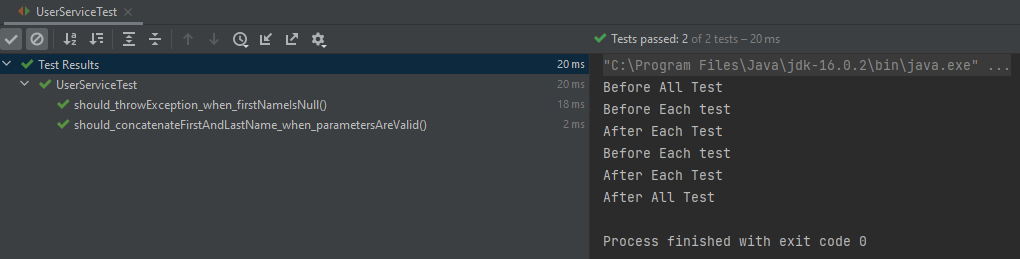 UserServiceTest
Tests passed: 2 of 2 tests – 20 ms
Test Results 20 ms
UserServiceTest 20 ms
should_throwException_when_firstNameIsNull() 18 ms
should_concatenateFirstAndLastName_when_parametersAreValid() 2 ms
"C:\Program Files\Java\jdk-16.0.2\bin\java.exe" ...
Before All Test
Before Each test
After Each Test
Before Each test
After Each Test
After All Test
Process finished with exit code 0